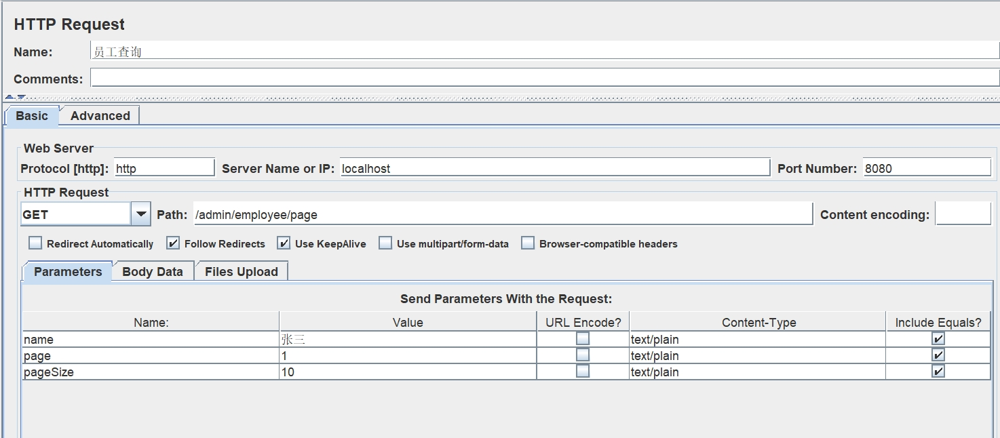 HTTP Request
Name: 员工查询
Comments:
Basic Advanced
Web Server
Protocol [http]: http Server Name or IP: localhost Port Number: 8080
HTTP Request
GET Path: /admin/employee/page Content encoding:
Redirect Automatically Follow Redirects Use KeepAlive Use multipart/form-data Browser-compatible headers
Parameters Body Data Files Upload
Send Parameters With the Request:
Name: Value URL Encode? Content-Type Include Equals?
name 张三 text/plain
page 1 text/plain
pageSize 10 text/plain